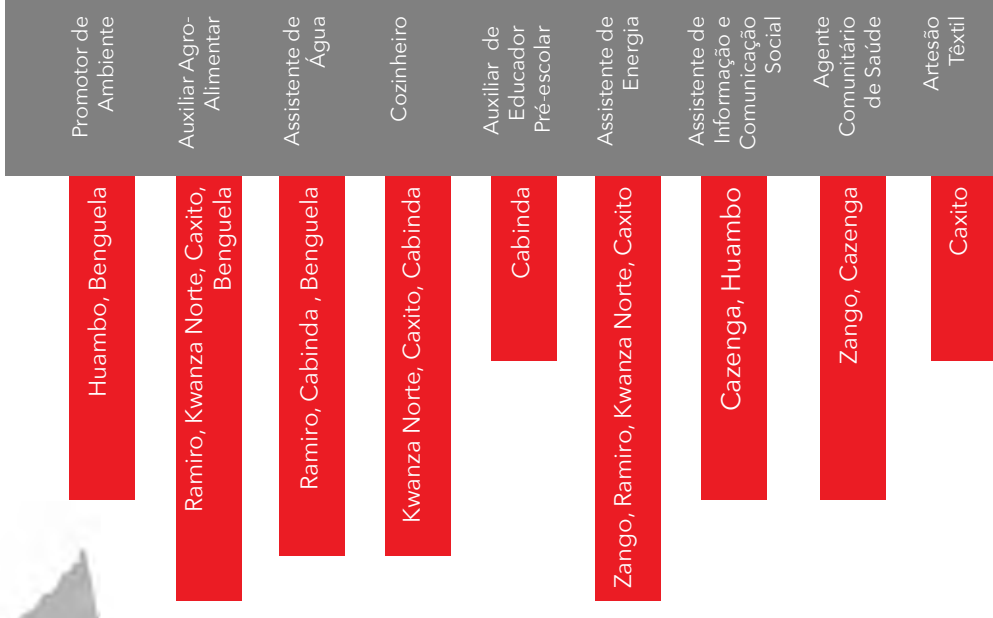 Promotor de
Ambiente
Auxiliar Agro-
Alimentar
Assistente de
Água
Cozinheiro
Auxiliar de
Educador
Pré-escolar
Assistente de
Energia
Assistente de
Informação e
Comunicação
Social
Agente
Comunitário
de Saúde
Artesão
Têxtil
Huambo, Benguela
Ramiro, Kwanza Norte, Caxito,
Benguela
Ramiro, Cabinda , Benguela
Kwanza Norte, Caxito, Cabinda
Cabinda
Zango, Ramiro, Kwanza Norte, Caxito
Cazenga, Huambo
Zango, Cazenga
Caxito